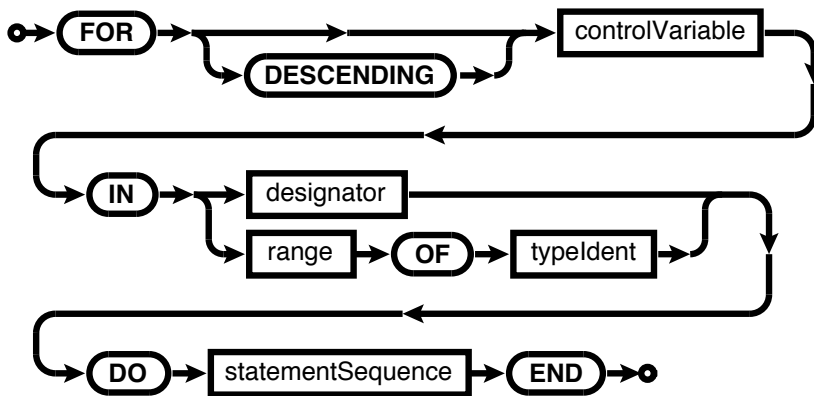 FOR controlVariable
DESCENDING
IN designator
range OF typeIdent
DO statementSequence END